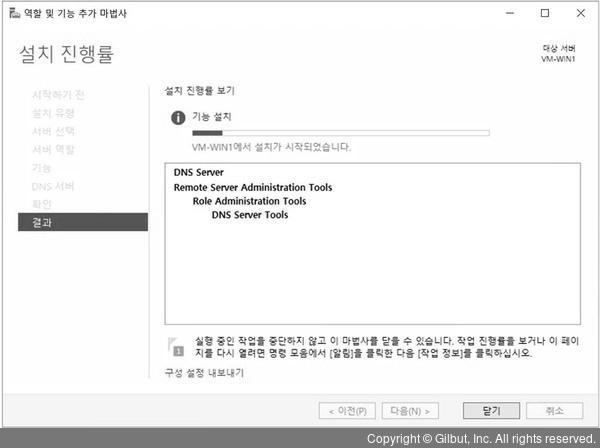 역할 및 기능 추가 마법사
설치 진행률
대상 서버
VM-WIN1
시작하기 전
설치 유형
서버 선택
서버 역할
기능
DNS 서버
확인
결과
설치 진행률 보기
기능 설치
VM-WIN1에서 설치가 시작되었습니다.
DNS Server
Remote Server Administration Tools
Role Administration Tools
DNS Server Tools
1
실행 중인 작업을 중단하지 않고 이 마법사를 닫을 수 있습니다. 작업 진행률을 보거나 이 페이
지를 다시 열려면 명령 모음에서 [알림]을 클릭한 다음 [작업 정보]를 클릭하십시오.
구성 설정 내보내기
< 이전(P)
다음(N) >
닫기
취소
Copyright © Gilbut, Inc. All rights reserved.